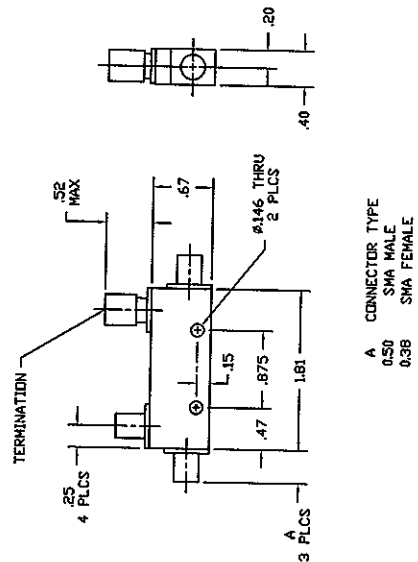 .20
.40
.52
MAX
.67
Ø.146 THRU
2 PLCS
TERMINATION
.25
4 PLCS
.15
.875
1.81
.47
A
3 PLCS
A CONNECTOR TYPE
0.50 SMA MALE
0.38 SMA FEMALE